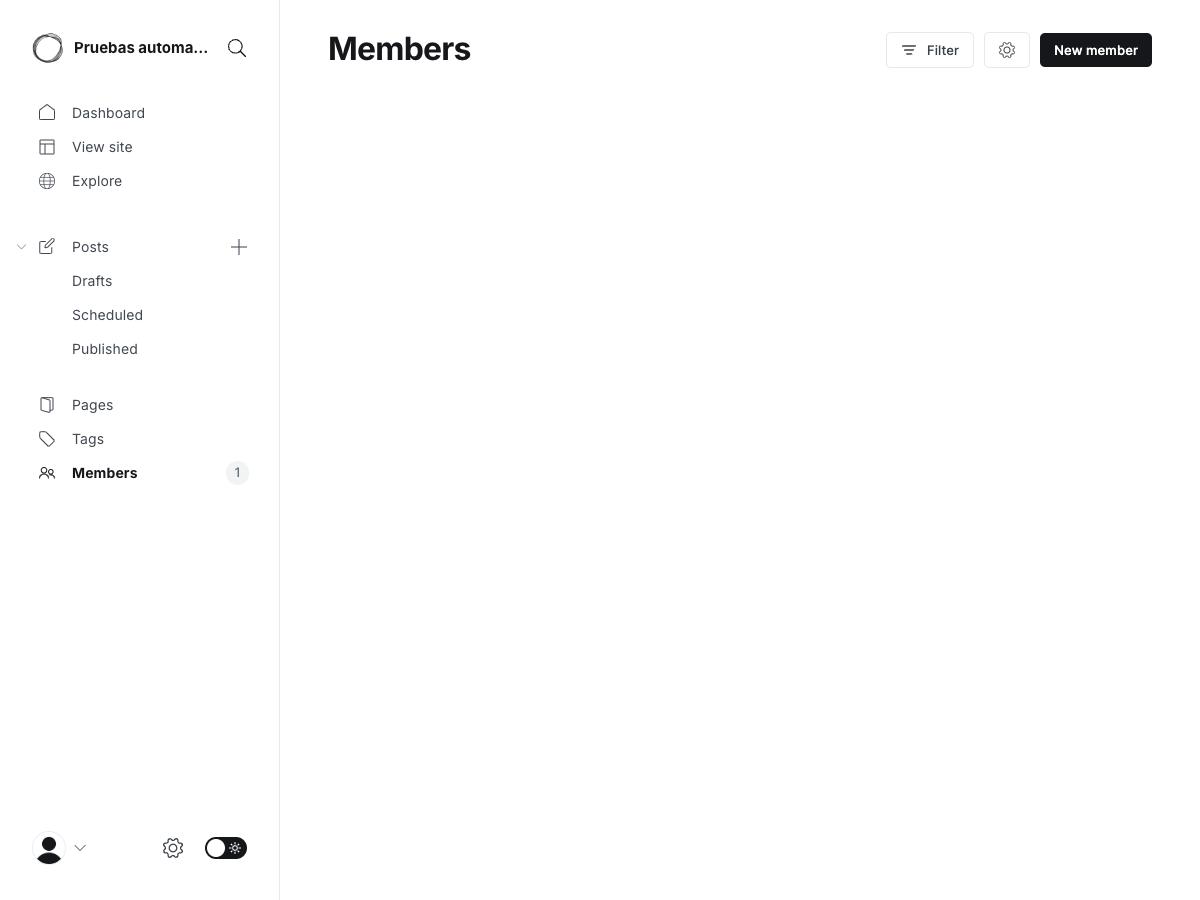 Pruebas automa...
Members
Filter
New member
Dashboard
View site
Explore
Posts
Drafts
Scheduled
Published
Pages
Tags
Members
1